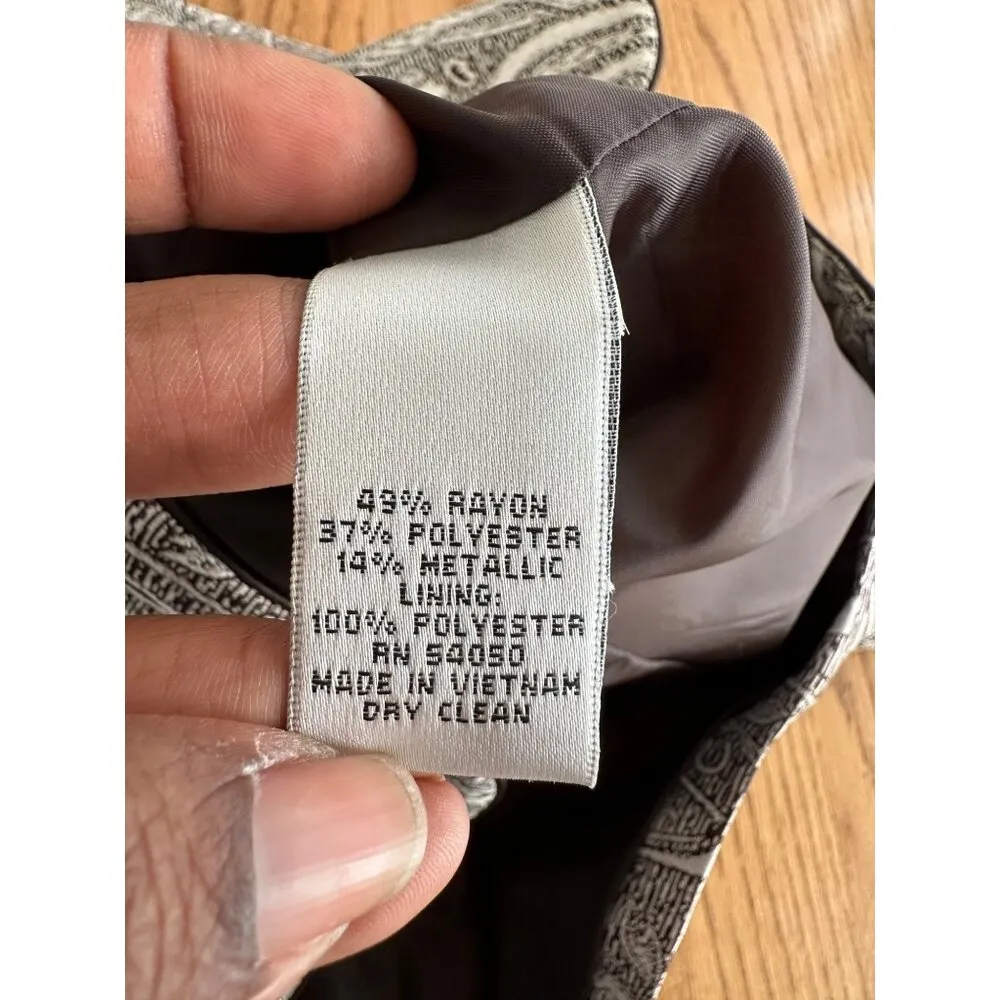 49% RAYON
37% POLYESTER
14% METALLIC
LINING:
100% POLYESTER
RN 54050
MADE IN VIETNAM
DRY CLEAN